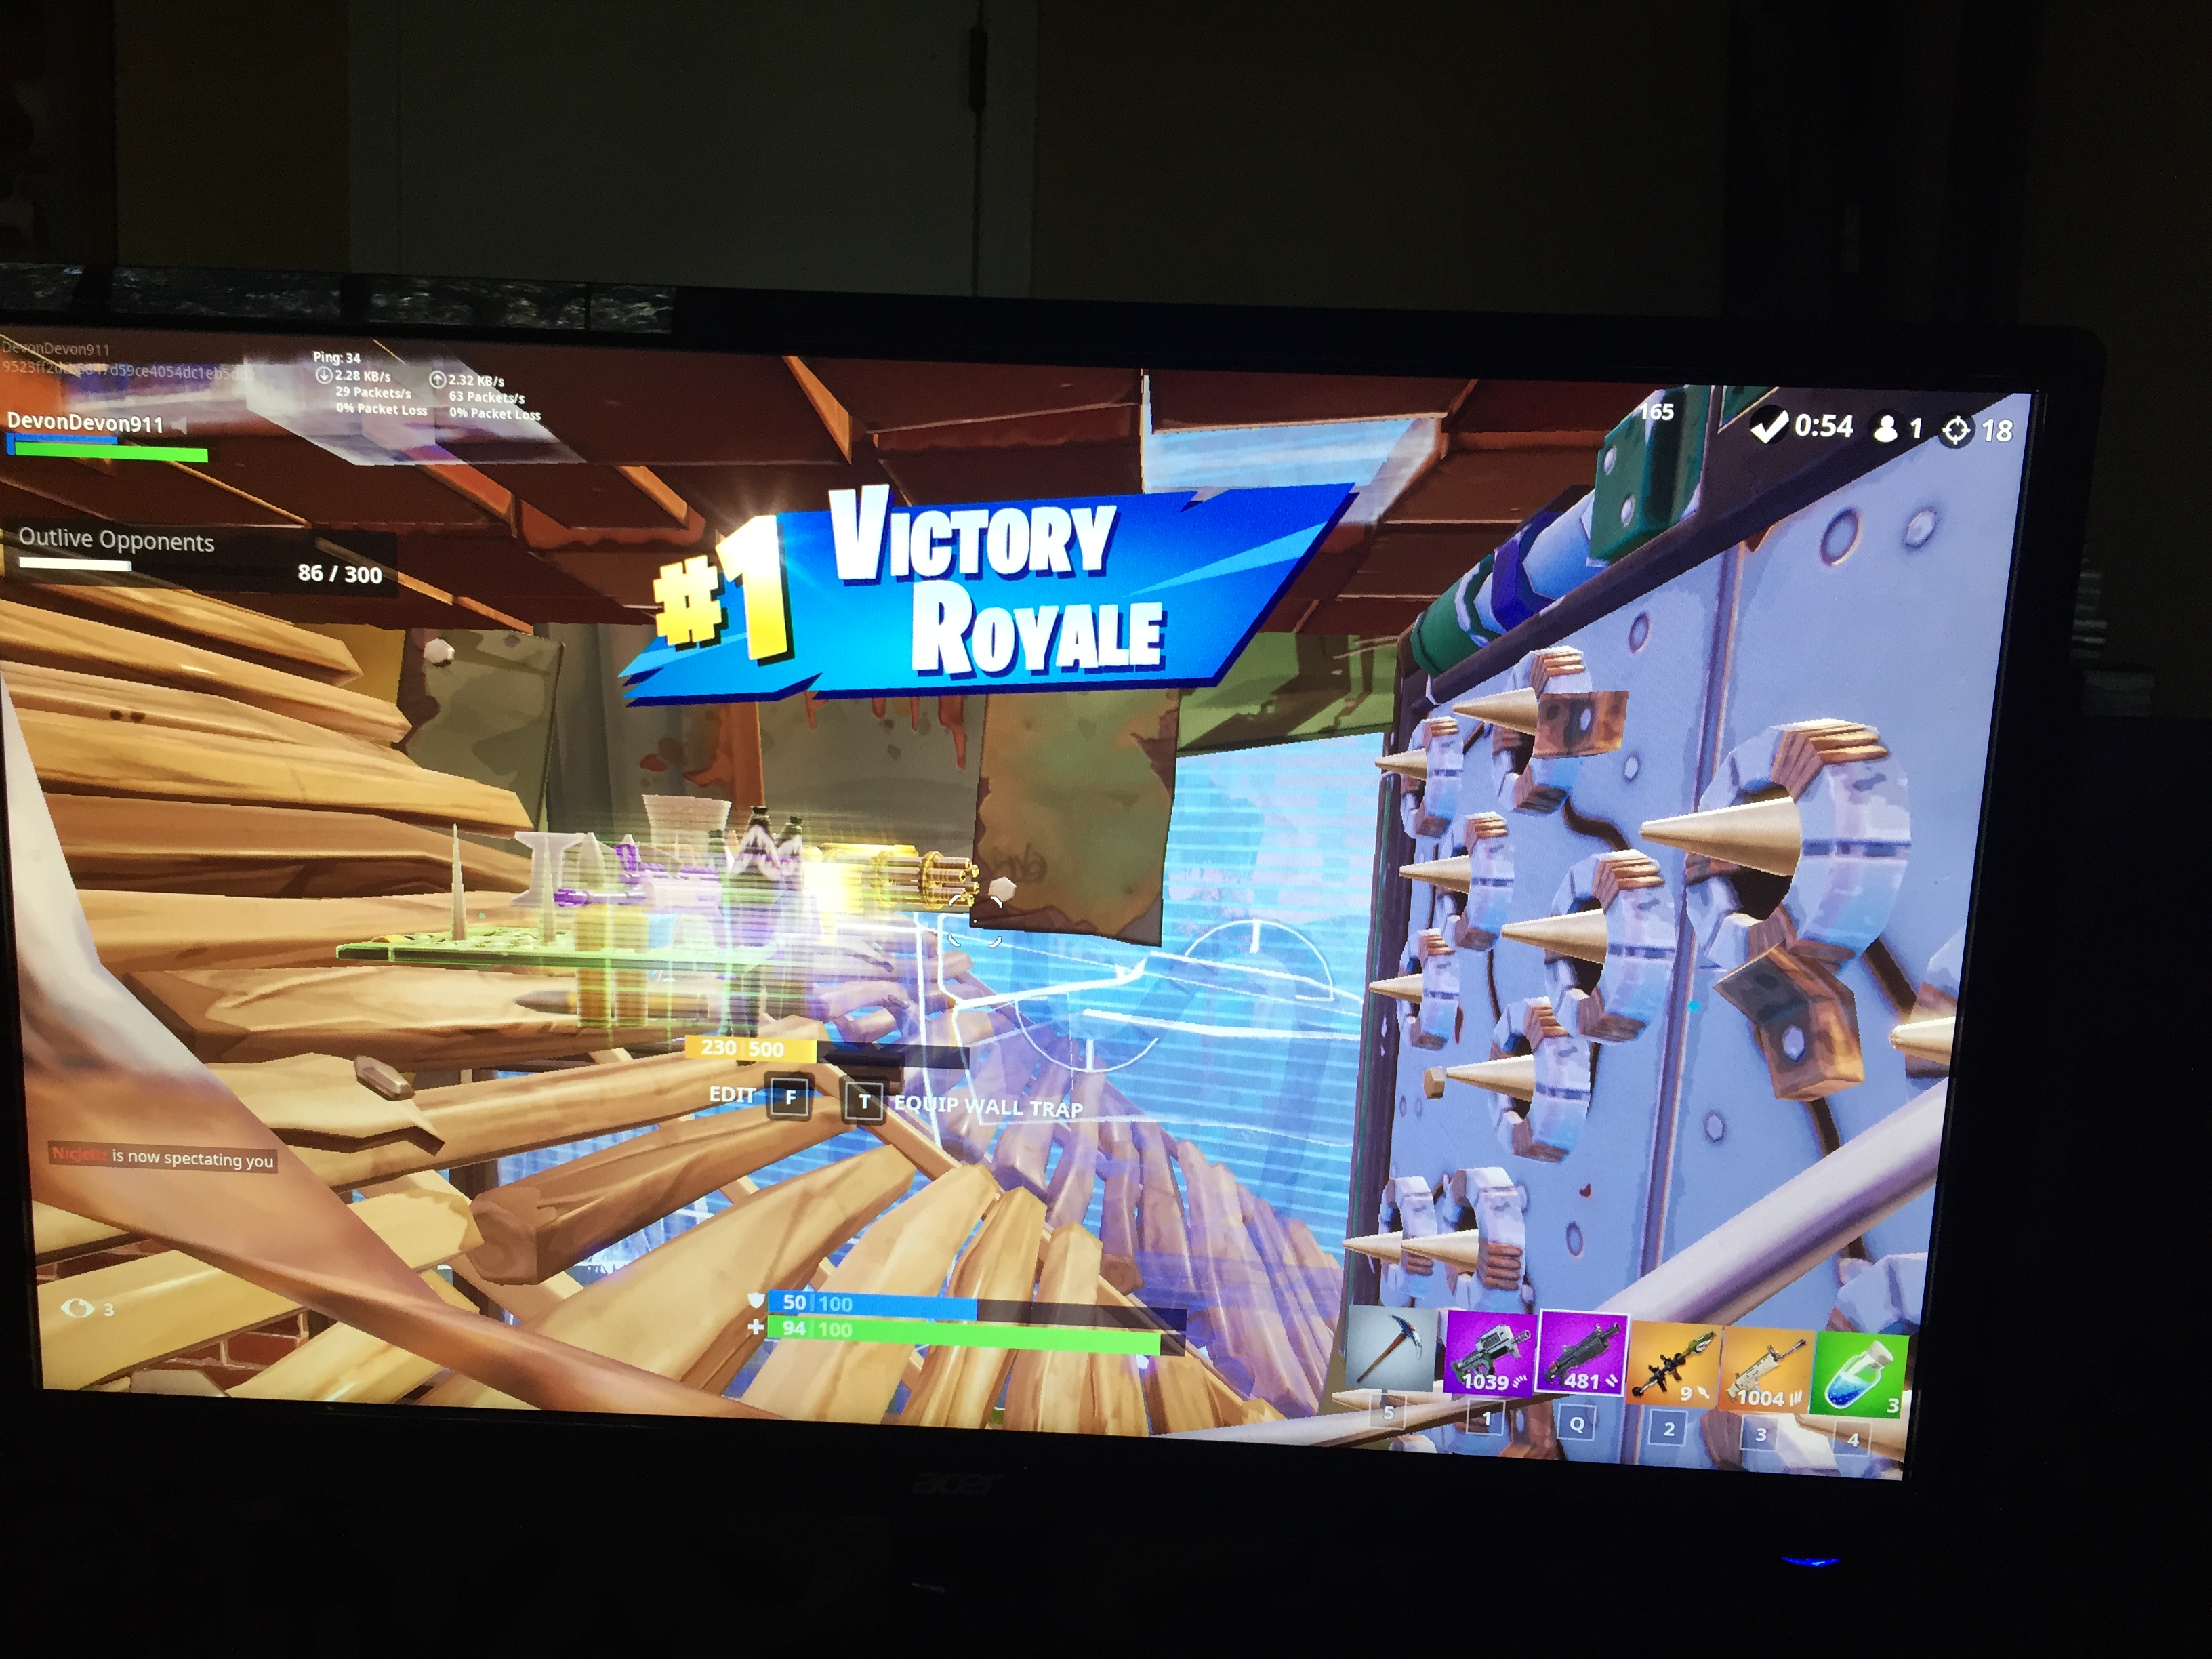 DevonDevon911
Ping: 34
2.28 KB/s
2.32 KB/s
29 Packets/s
63 Packets/s
0% Packet Loss
0% Packet Loss
DevonDevon911
165
0:54
1
18
Outlive Opponents
86 / 300
#1
VICTORY
ROYALE
230 500
EDIT F
T EQUIP WALL TRAP
is now spectating you
3
50 | 100
94 | 100
1039
481
9
1004
3
5
1
Q
2
3
4
acer